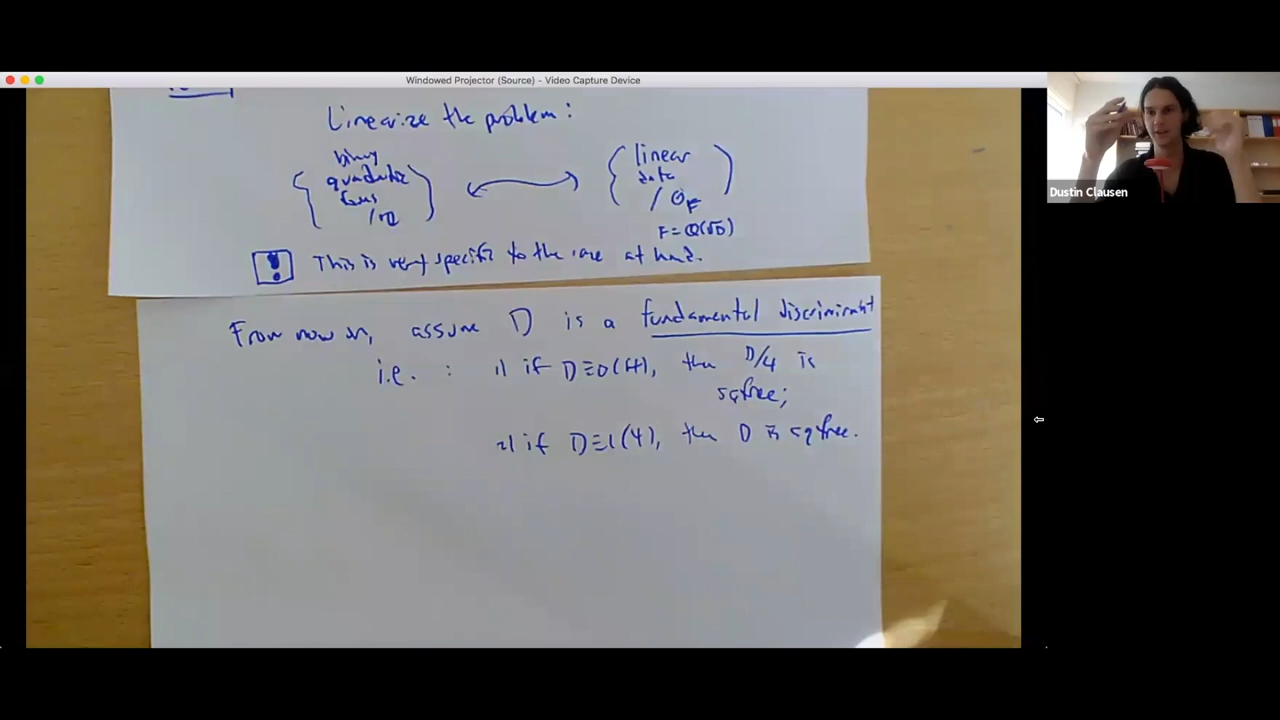 Windowed Projector (Source) - Video Capture Device
Linearize the problem:
binary
quadratic
forms
/ℤ
linear
data
/ O_F
F = Q(√D)
! This is very specific to the case at hand.
From now on, assume D is a fundamental discriminant
i.e. : 1) if D≡0(4), then D/4 is
sqfree;
2) if D≡1(4), then D is sqfree.
Dustin Clausen